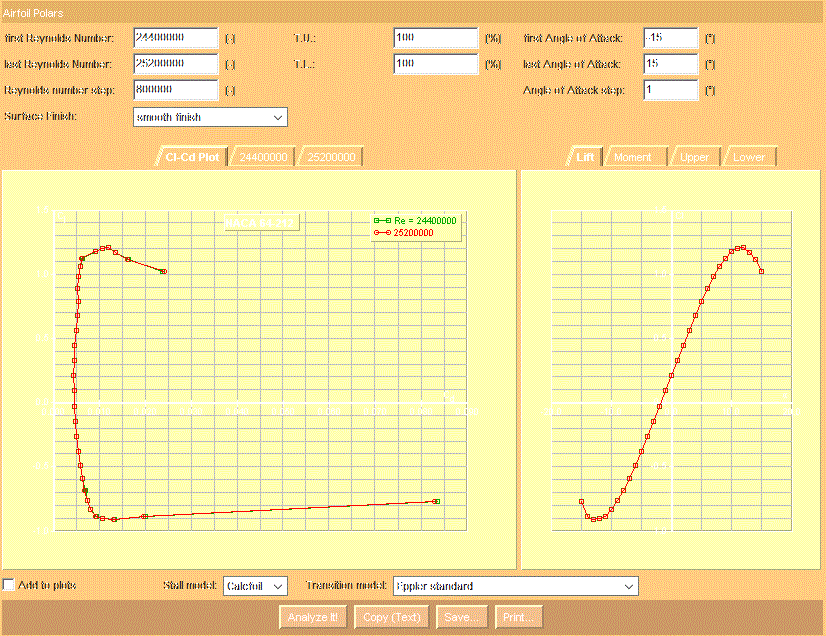 Airfoil Polars
first Reynolds Number: 24400000 [-] T.U.: 100 [%] first Angle of Attack: -15 [°]
last Reynolds Number: 25200000 [-] T.L.: 100 [%] last Angle of Attack: 15 [°]
Reynolds number step: 800000 [-] Angle of Attack step: 1 [°]
Surface Finish: smooth finish
Cl-Cd Plot 24400000 25200000 Lift Moment Upper Lower
Re = 24400000
25200000
Add to plots Stall model: Calcfoil Transition model: Eppler standard
Analyze It! Copy (Text) Save... Print...